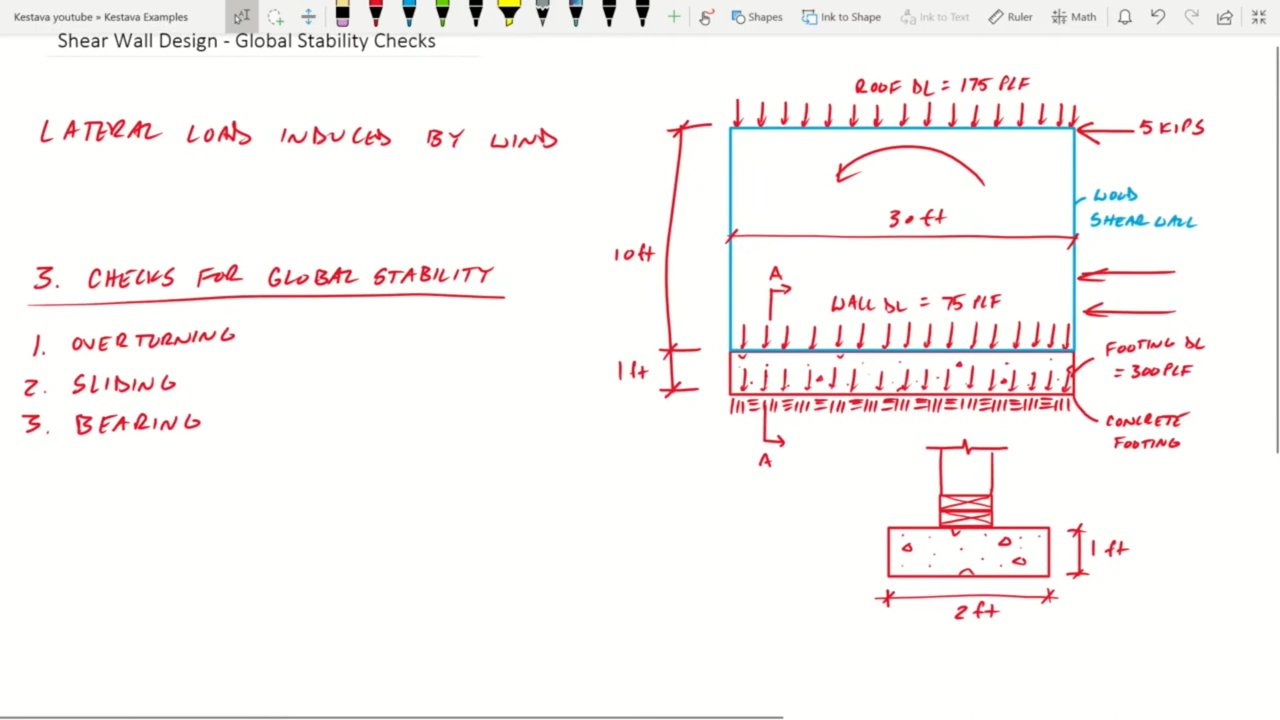 Kestava youtube » Kestava Examples
Shapes
Ink to Shape
Ink to Text
Ruler
Math
Shear Wall Design - Global Stability Checks
LATERAL LOAD INDUCED BY WIND
3. CHECKS FOR GLOBAL STABILITY
1. OVERTURNING
2. SLIDING
3. BEARING
ROOF DL = 175 PLF
5 KIPS
WOOD
SHEAR WALL
30 ft
10ft
A
WALL DL = 75 PLF
1 ft
FOOTING DL
= 300 PLF
CONCRETE
FOOTING
A
1 ft
2 ft